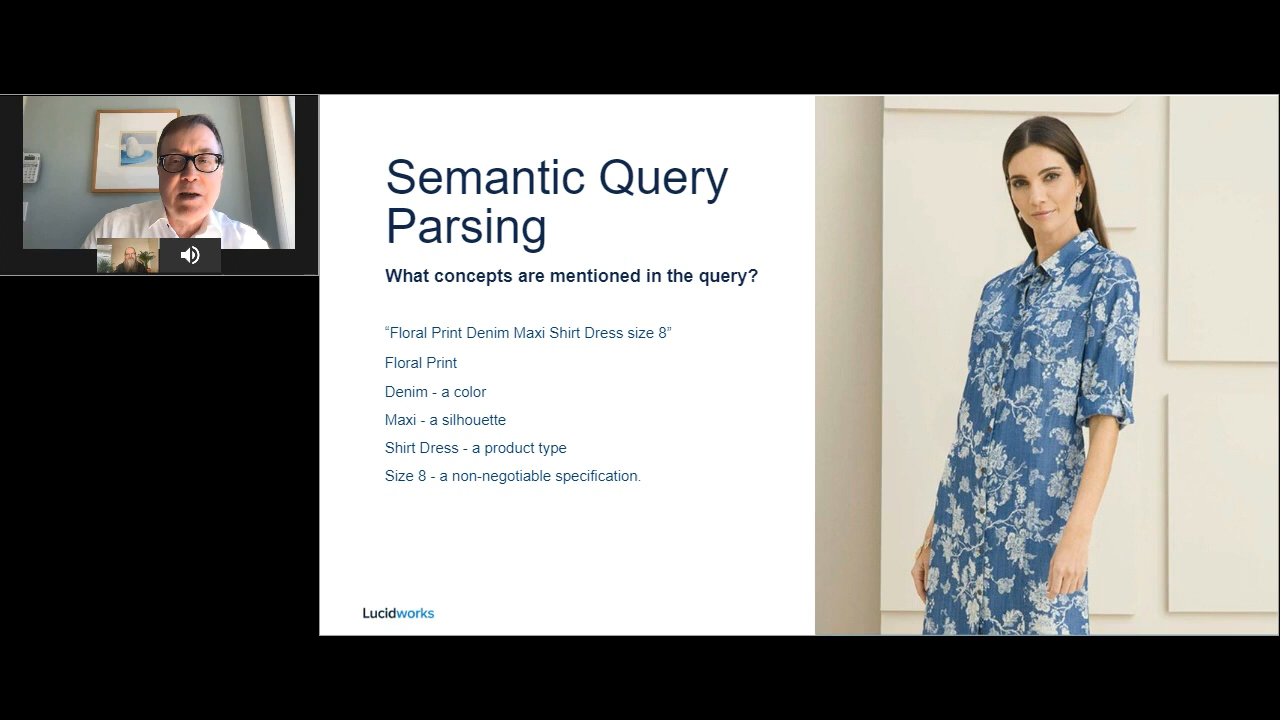 Semantic Query
Parsing
What concepts are mentioned in the query?
“Floral Print Denim Maxi Shirt Dress size 8”
Floral Print
Denim - a color
Maxi - a silhouette
Shirt Dress - a product type
Size 8 - a non-negotiable specification.
Lucidworks